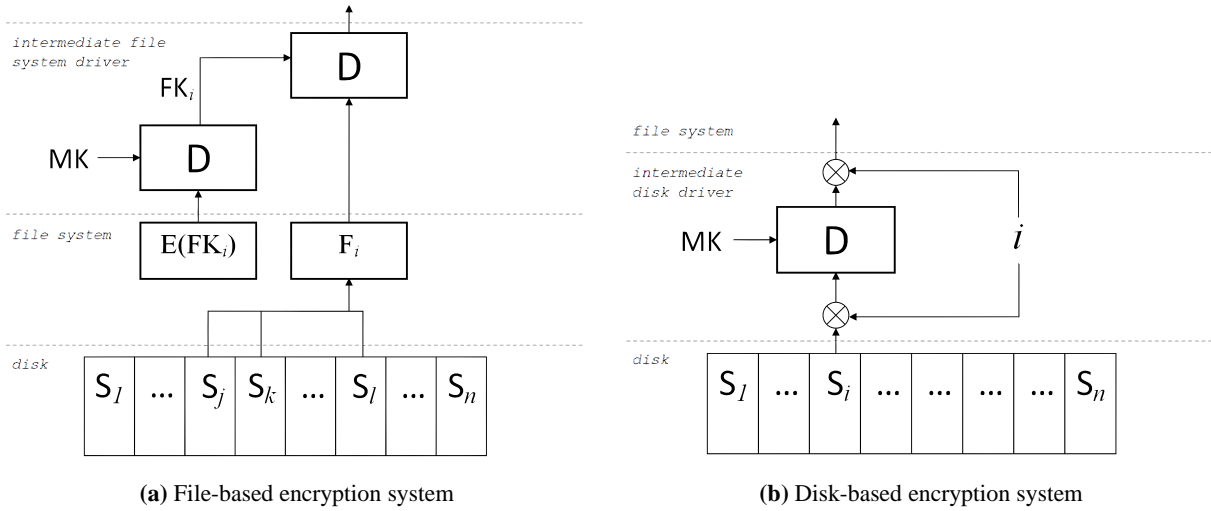 intermediate file
system driver
D
FK𝑖
MK
D
file system
E(FK𝑖)
F𝑖
disk
S1 ... Sj Sk ... Sl ... Sn
(a) File-based encryption system
file system
intermediate
disk driver
MK
D
i
disk
S1 ... Si ... ... ... ... Sn
(b) Disk-based encryption system